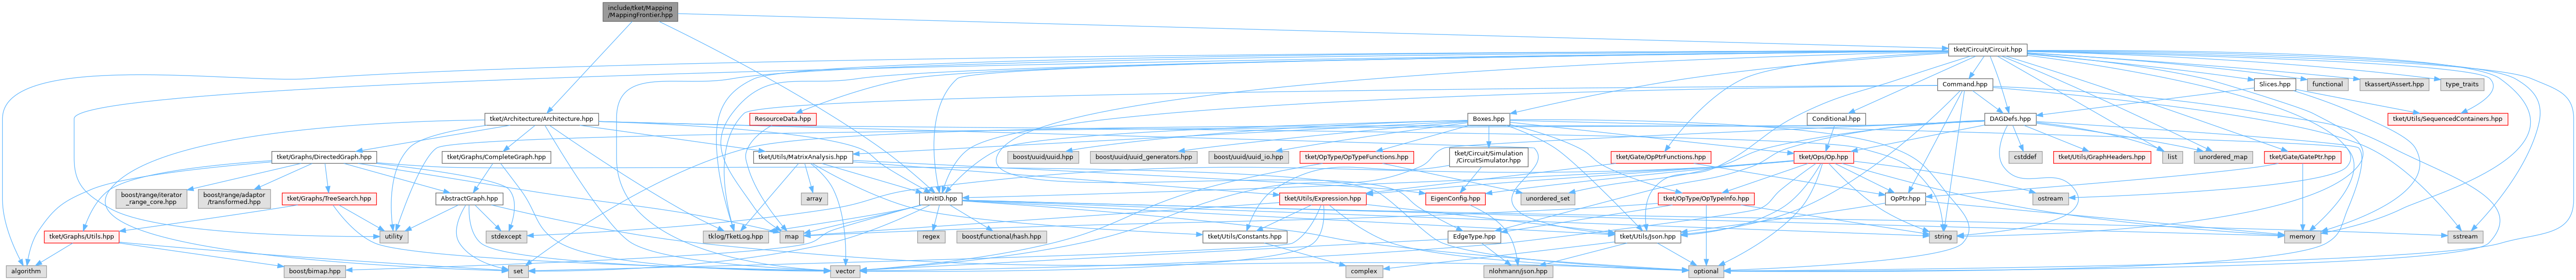 include/tket/Mapping
/MappingFrontier.hpp
tket/Circuit/Circuit.hpp
Command.hpp
Slices.hpp
functional
tkassert/Assert.hpp
type_traits
tket/Architecture/Architecture.hpp
ResourceData.hpp
Boxes.hpp
Conditional.hpp
DAGDefs.hpp
tket/Utils/SequencedContainers.hpp
tket/Graphs/DirectedGraph.hpp
tket/Graphs/CompleteGraph.hpp
tket/Utils/MatrixAnalysis.hpp
boost/uuid/uuid.hpp
boost/uuid/uuid_generators.hpp
boost/uuid/uuid_io.hpp
tket/OpType/OpTypeFunctions.hpp
tket/Circuit/Simulation
/CircuitSimulator.hpp
tket/Gate/OpPtrFunctions.hpp
tket/Ops/Op.hpp
cstddef
tket/Utils/GraphHeaders.hpp
list
unordered_map
tket/Gate/GatePtr.hpp
boost/range/iterator
_range_core.hpp
boost/range/adaptor
/transformed.hpp
tket/Graphs/TreeSearch.hpp
AbstractGraph.hpp
array
UnitID.hpp
unordered_set
tket/Utils/Expression.hpp
EigenConfig.hpp
tket/OpType/OpTypeInfo.hpp
OpPtr.hpp
ostream
tket/Graphs/Utils.hpp
utility
stdexcept
tklog/TketLog.hpp
map
regex
boost/functional/hash.hpp
tket/Utils/Constants.hpp
EdgeType.hpp
tket/Utils/Json.hpp
string
memory
sstream
algorithm
boost/bimap.hpp
set
vector
complex
nlohmann/json.hpp
optional